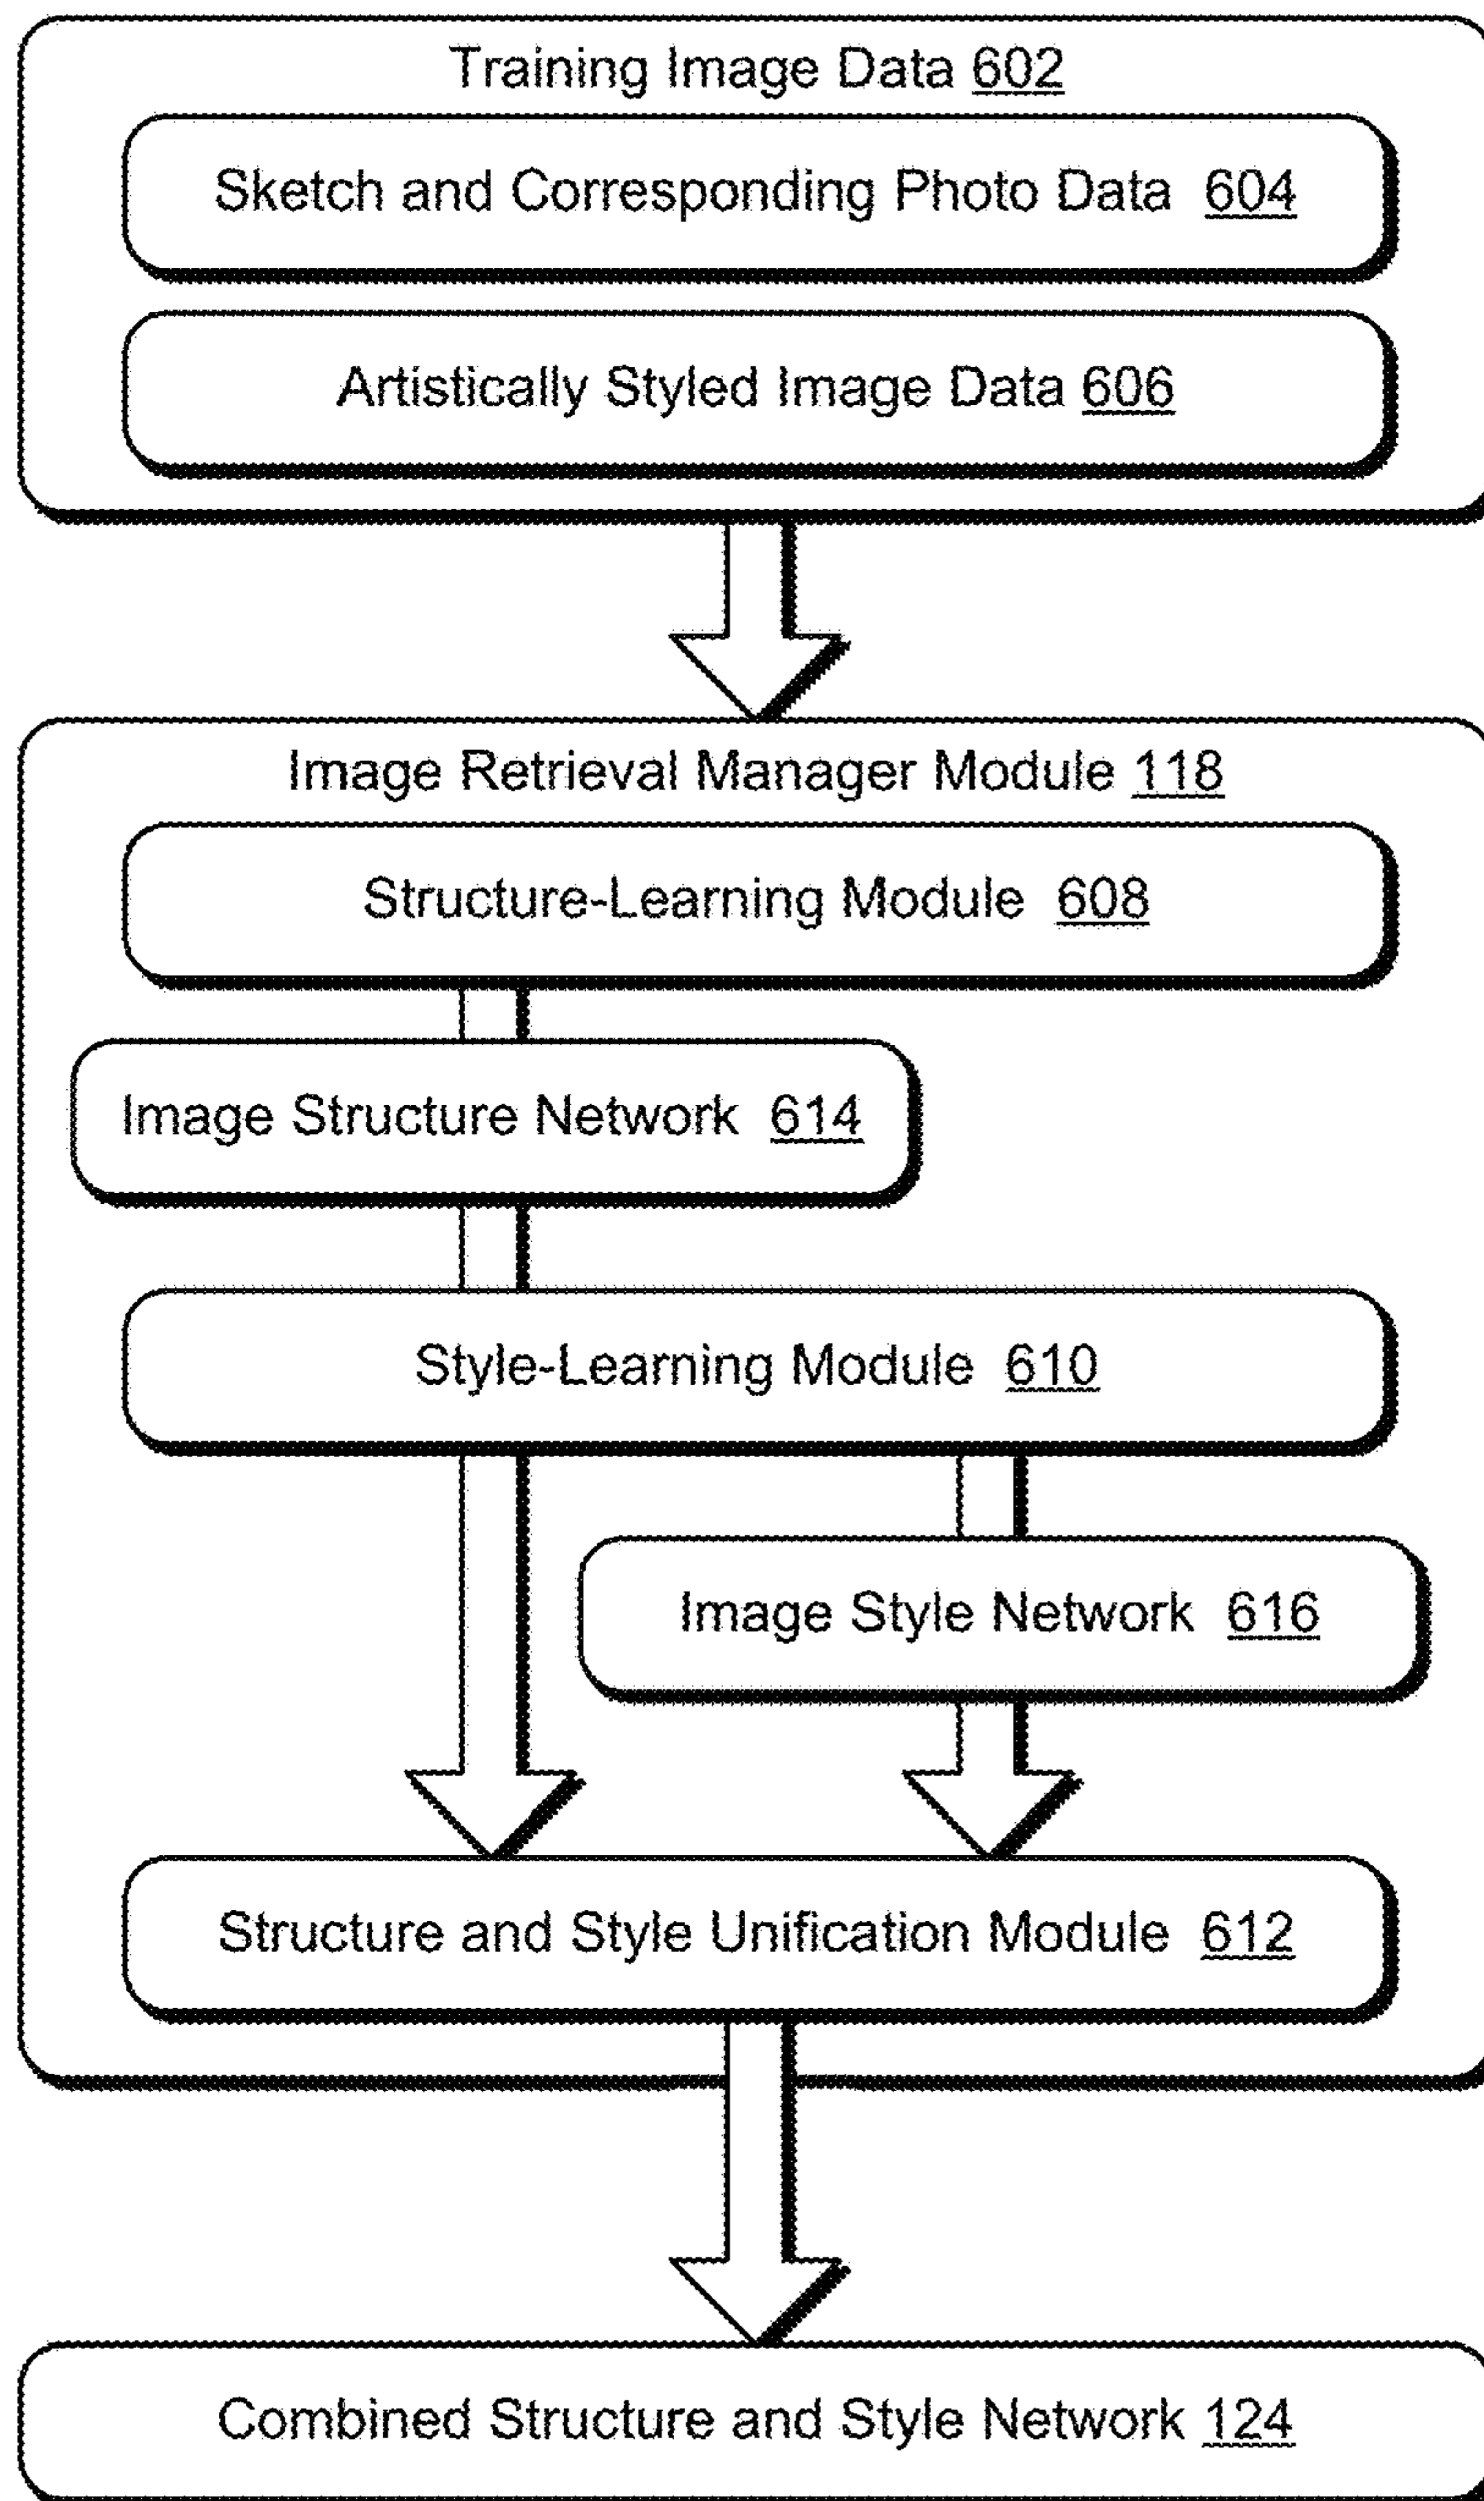 Training Image Data 602
Sketch and Corresponding Photo Data 604
Artistically Styled Image Data 606
Image Retrieval Manager Module 118
Structure-Learning Module 608
Image Structure Network 614
Style-Learning Module 610
Image Style Network 616
Structure and Style Unification Module 612
Combined Structure and Style Network 124